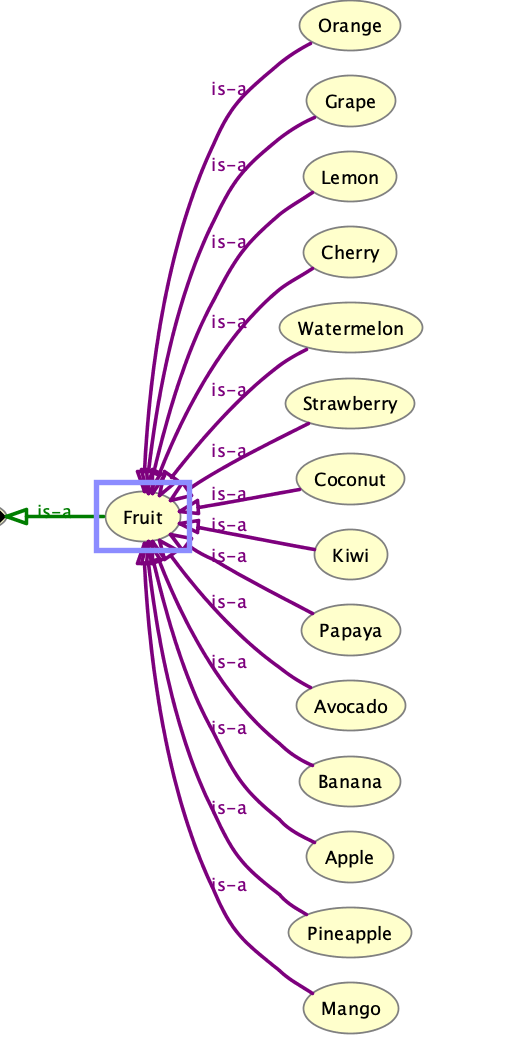 Orange
is-a
Grape
is-a
Lemon
is-a
Cherry
is-a
Watermelon
is-a
Strawberry
is-a
Coconut
is-a
is-a
Fruit
is-a
Kiwi
is-a
Papaya
is-a
Avocado
is-a
Banana
is-a
Apple
is-a
Pineapple
is-a
Mango